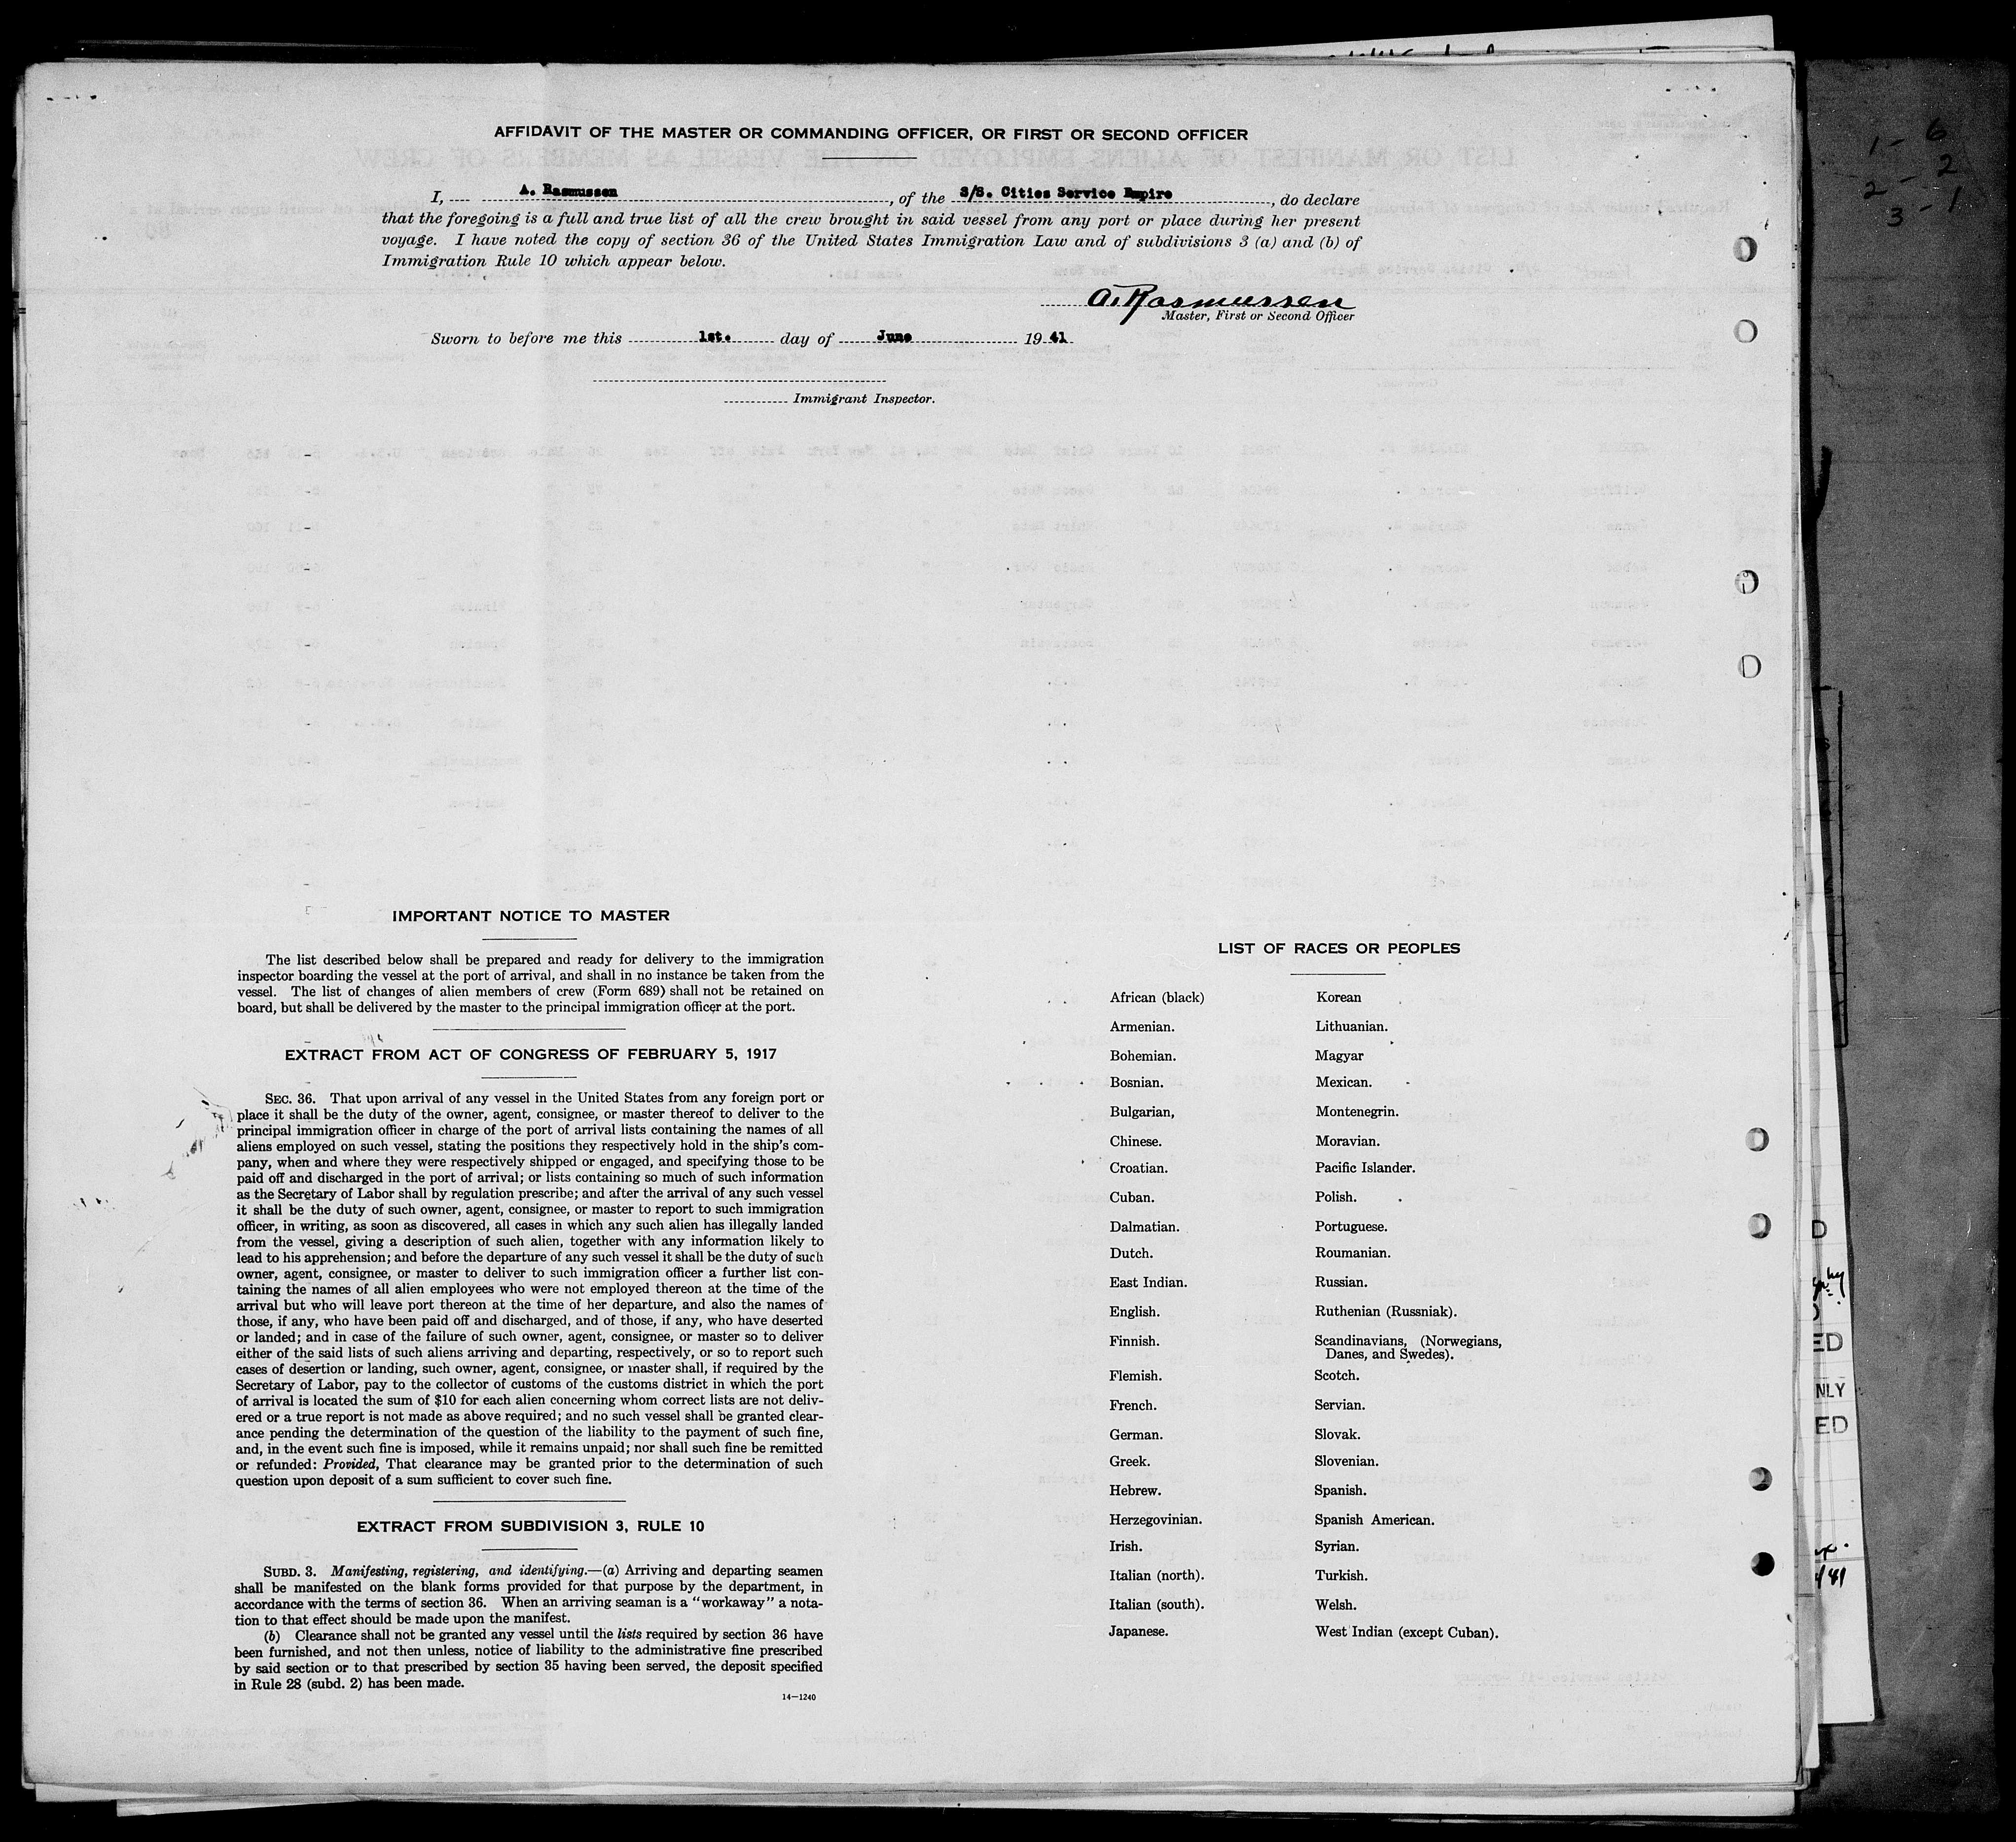 AFFIDAVIT OF THE MASTER OR COMMANDING OFFICER, OR FIRST OR SECOND OFFICER
I, A. Rasmussen, of the S/S. Cities Service Empire, do declare
that the foregoing is a full and true list of all the crew brought in said vessel from any port or place during her present
voyage. I have noted the copy of section 36 of the United States Immigration Law and of subdivisions 3 (a) and (b) of
Immigration Rule 10 which appear below.
A. Rasmussen
Master, First or Second Officer
Sworn to before me this 1st. day of June 1941
Immigrant Inspector.
1 - 6
2 - 2
3 - 1
IMPORTANT NOTICE TO MASTER
The list described below shall be prepared and ready for delivery to the immigration
inspector boarding the vessel at the port of arrival, and shall in no instance be taken from the
vessel. The list of changes of alien members of crew (Form 689) shall not be retained on
board, but shall be delivered by the master to the principal immigration officer at the port.
EXTRACT FROM ACT OF CONGRESS OF FEBRUARY 5, 1917
SEC. 36. That upon arrival of any vessel in the United States from any foreign port or
place it shall be the duty of the owner, agent, consignee, or master thereof to deliver to the
principal immigration officer in charge of the port of arrival lists containing the names of all
aliens employed on such vessel, stating the positions they respectively hold in the ship's com-
pany, when and where they were respectively shipped or engaged, and specifying those to be
paid off and discharged in the port of arrival; or lists containing so much of such information
as the Secretary of Labor shall by regulation prescribe; and after the arrival of any such vessel
it shall be the duty of such owner, agent, consignee, or master to report to such immigration
officer, in writing, as soon as discovered, all cases in which any such alien has illegally landed
from the vessel, giving a description of such alien, together with any information likely to
lead to his apprehension; and before the departure of any such vessel it shall be the duty of such
owner, agent, consignee, or master to deliver to such immigration officer a further list con-
taining the names of all alien employees who were not employed thereon at the time of the
arrival but who will leave port thereon at the time of her departure, and also the names of
those, if any, who have been paid off and discharged, and of those, if any, who have deserted
or landed; and in case of the failure of such owner, agent, consignee, or master so to deliver
either of the said lists of such aliens arriving and departing, respectively, or so to report such
cases of desertion or landing, such owner, agent, consignee, or master shall, if required by the
Secretary of Labor, pay to the collector of customs of the customs district in which the port
of arrival is located the sum of $10 for each alien concerning whom correct lists are not deliv-
ered or a true report is not made as above required; and no such vessel shall be granted clear-
ance pending the determination of the question of the liability to the payment of such fine,
and, in the event such fine is imposed, while it remains unpaid; nor shall such fine be remitted
or refunded: Provided, That clearance may be granted prior to the determination of such
question upon deposit of a sum sufficient to cover such fine.
EXTRACT FROM SUBDIVISION 3, RULE 10
SUBD. 3. Manifesting, registering, and identifying.—(a) Arriving and departing seamen
shall be manifested on the blank forms provided for that purpose by the department, in
accordance with the terms of section 36. When an arriving seaman is a "workaway" a nota-
tion to that effect should be made upon the manifest.
(b) Clearance shall not be granted any vessel until the lists required by section 36 have
been furnished, and not then unless, notice of liability to the administrative fine prescribed
by said section or to that prescribed by section 35 having been served, the deposit specified
in Rule 28 (subd. 2) has been made.
14—1240
LIST OF RACES OR PEOPLES
African (black)
Armenian.
Bohemian.
Bosnian.
Bulgarian,
Chinese.
Croatian.
Cuban.
Dalmatian.
Dutch.
East Indian.
English.
Finnish.
Flemish.
French.
German.
Greek.
Hebrew.
Herzegovinian.
Irish.
Italian (north).
Italian (south).
Japanese.
Korean
Lithuanian.
Magyar
Mexican.
Montenegrin.
Moravian.
Pacific Islander.
Polish.
Portuguese.
Roumanian.
Russian.
Ruthenian (Russniak).
Scandinavians, (Norwegians,
Danes, and Swedes).
Scotch.
Servian.
Slovak.
Slovenian.
Spanish.
Spanish American.
Syrian.
Turkish.
Welsh.
West Indian (except Cuban).